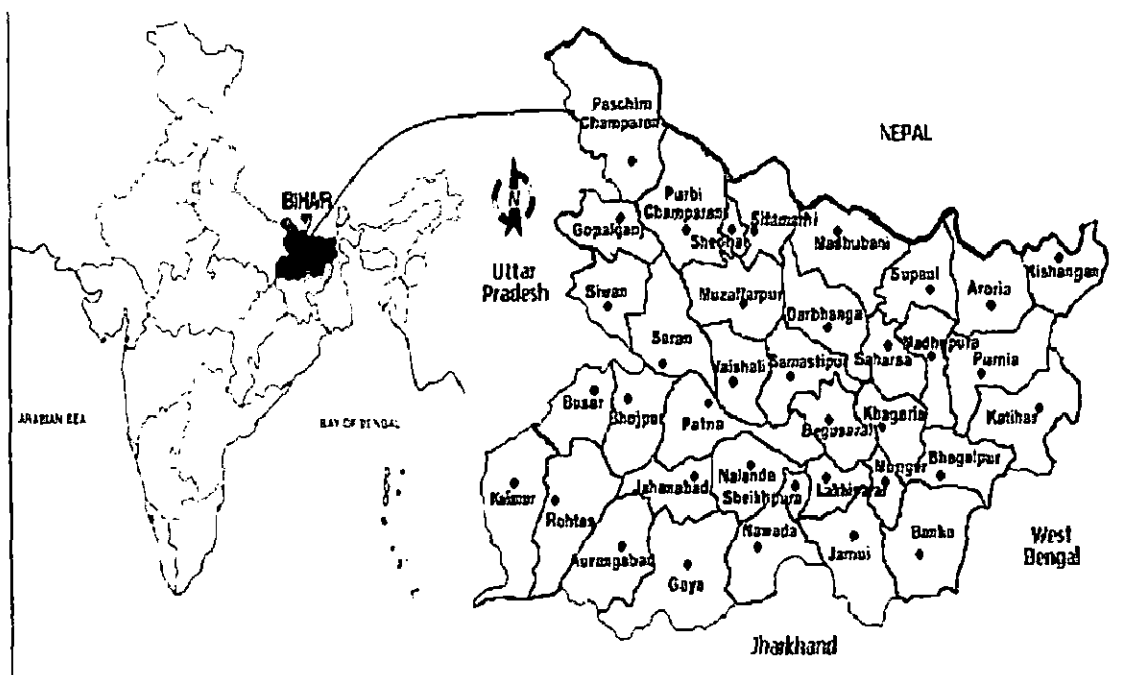 BIHAR
ARABIAN SEA
BAY OF BENGAL
N
NEPAL
Uttar
Pradesh
West
Bengal
Jharkhand
Paschim
Champaran
Purbi
Champaran
Gopalganj
Sheohar
Sitamarhi
Madhubani
Supaul
Araria
Kishanganj
Siwan
Muzaffarpur
Darbhanga
Saran
Vaishali
Samastipur
Saharsa
Madhepura
Purnia
Katihar
Buxar
Bhojpur
Patna
Begusarai
Khagaria
Bhagalpur
Munger
Kaimur
Rohtas
Jehanabad
Nalanda
Sheikhpura
Lakhisarai
Aurangabad
Gaya
Nawada
Jamui
Banka